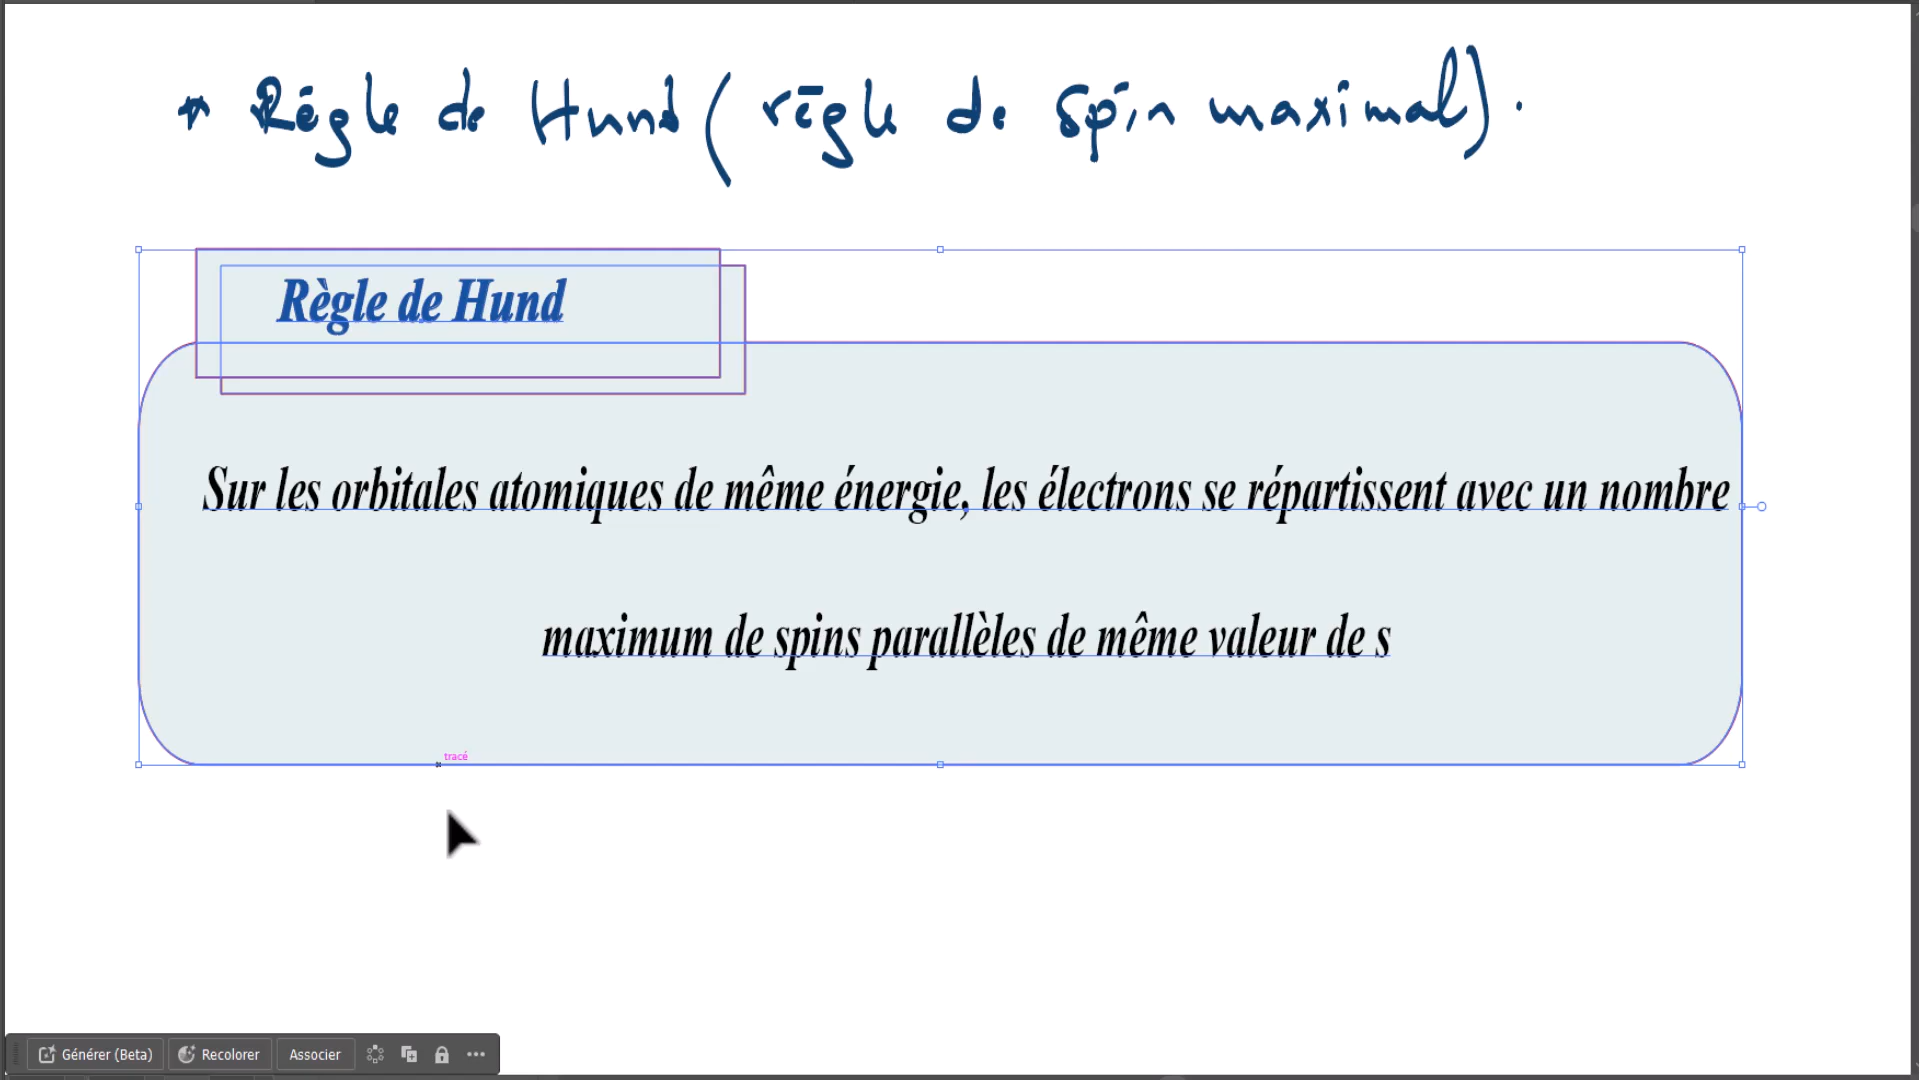 * Règle de Hund (règle de spin maximal).
Règle de Hund
Sur les orbitales atomiques de même énergie, les électrons se répartissent avec un nombre
maximum de spins parallèles de même valeur de s
tracé
Générer (Beta) Recolorer Associer